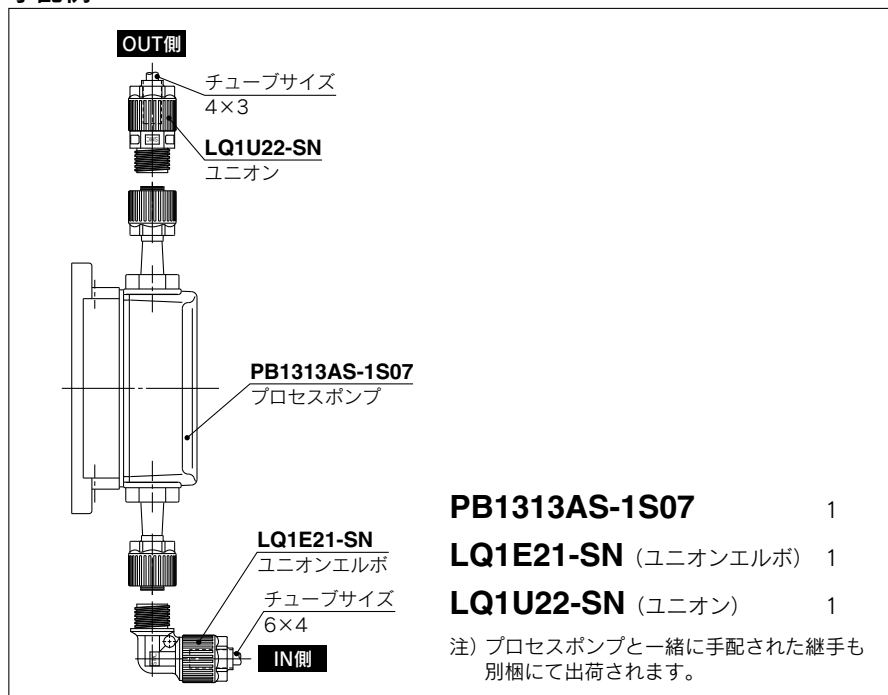 OUT側
チューブサイズ
4×3
LQ1U22-SN
ユニオン
PB1313AS-1S07
プロセスポンプ
LQ1E21-SN
ユニオンエルボ
チューブサイズ
6×4
IN側
PB1313AS-1S07 1
LQ1E21-SN（ユニオンエルボ） 1
LQ1U22-SN（ユニオン） 1
注）プロセスポンプと一緒に手配された継手も
別梱にて出荷されます。